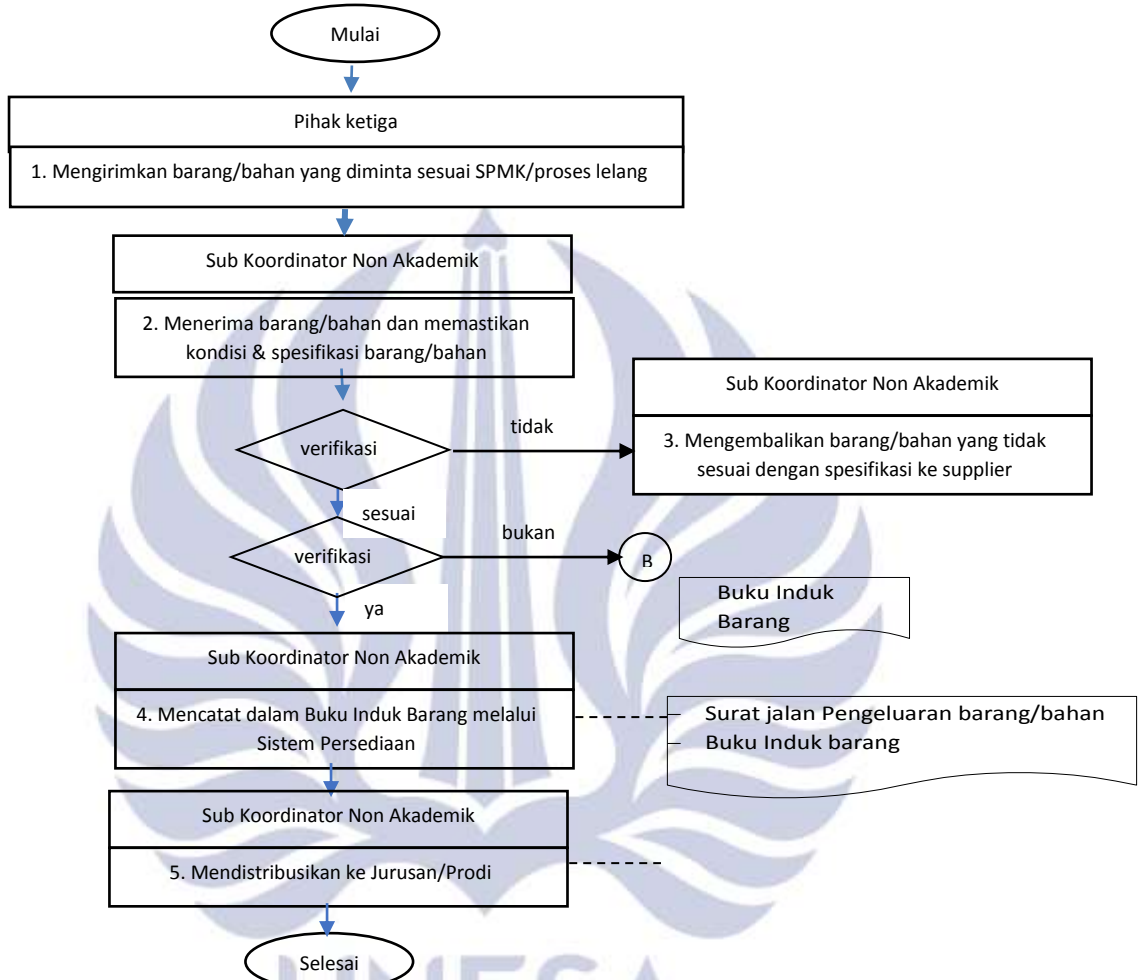 Mulai
Pihak ketiga
1. Mengirimkan barang/bahan yang diminta sesuai SPMK/proses lelang
Sub Koordinator Non Akademik
2. Menerima barang/bahan dan memastikan
kondisi & spesifikasi barang/bahan
verifikasi
tidak
Sub Koordinator Non Akademik
3. Mengembalikan barang/bahan yang tidak
sesuai dengan spesifikasi ke supplier
sesuai
verifikasi
bukan
B
ya
Buku Induk
Barang
Sub Koordinator Non Akademik
4. Mencatat dalam Buku Induk Barang melalui
Sistem Persediaan
- Surat jalan Pengeluaran barang/bahan
- Buku Induk barang
Sub Koordinator Non Akademik
5. Mendistribusikan ke Jurusan/Prodi
Selesai
UNESA